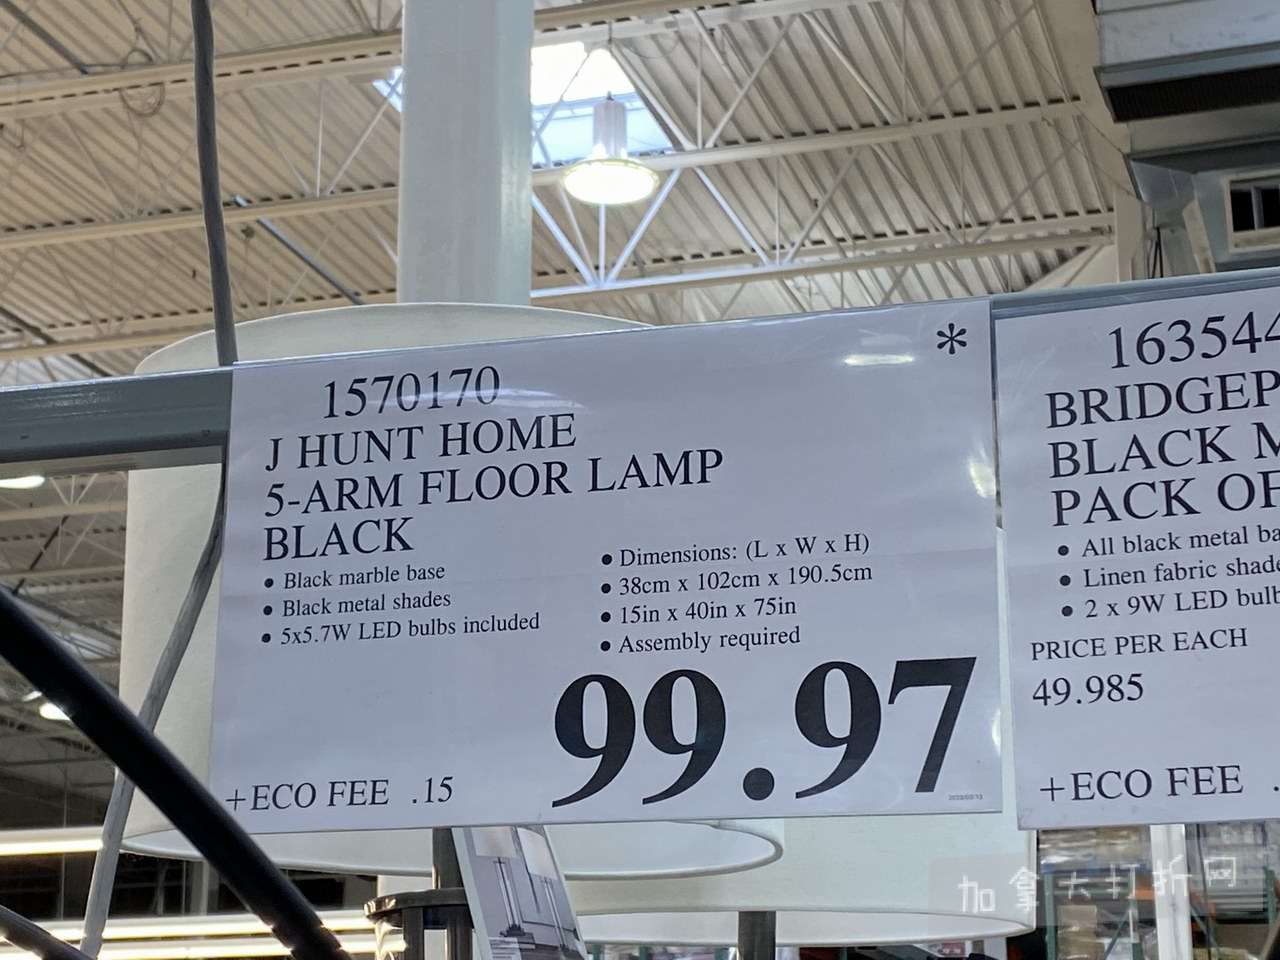 1570170
*
J HUNT HOME
5-ARM FLOOR LAMP
BLACK
• Black marble base
• Black metal shades
• 5x5.7W LED bulbs included
• Dimensions: (L x W x H)
• 38cm x 102cm x 190.5cm
• 15in x 40in x 75in
• Assembly required
99.97
+ECO FEE .15
163544
BRIDGEP
BLACK M
PACK OF
• All black metal ba
• Linen fabric shade
• 2 x 9W LED bulb
PRICE PER EACH
49.985
+ECO FEE .
加拿大打折网